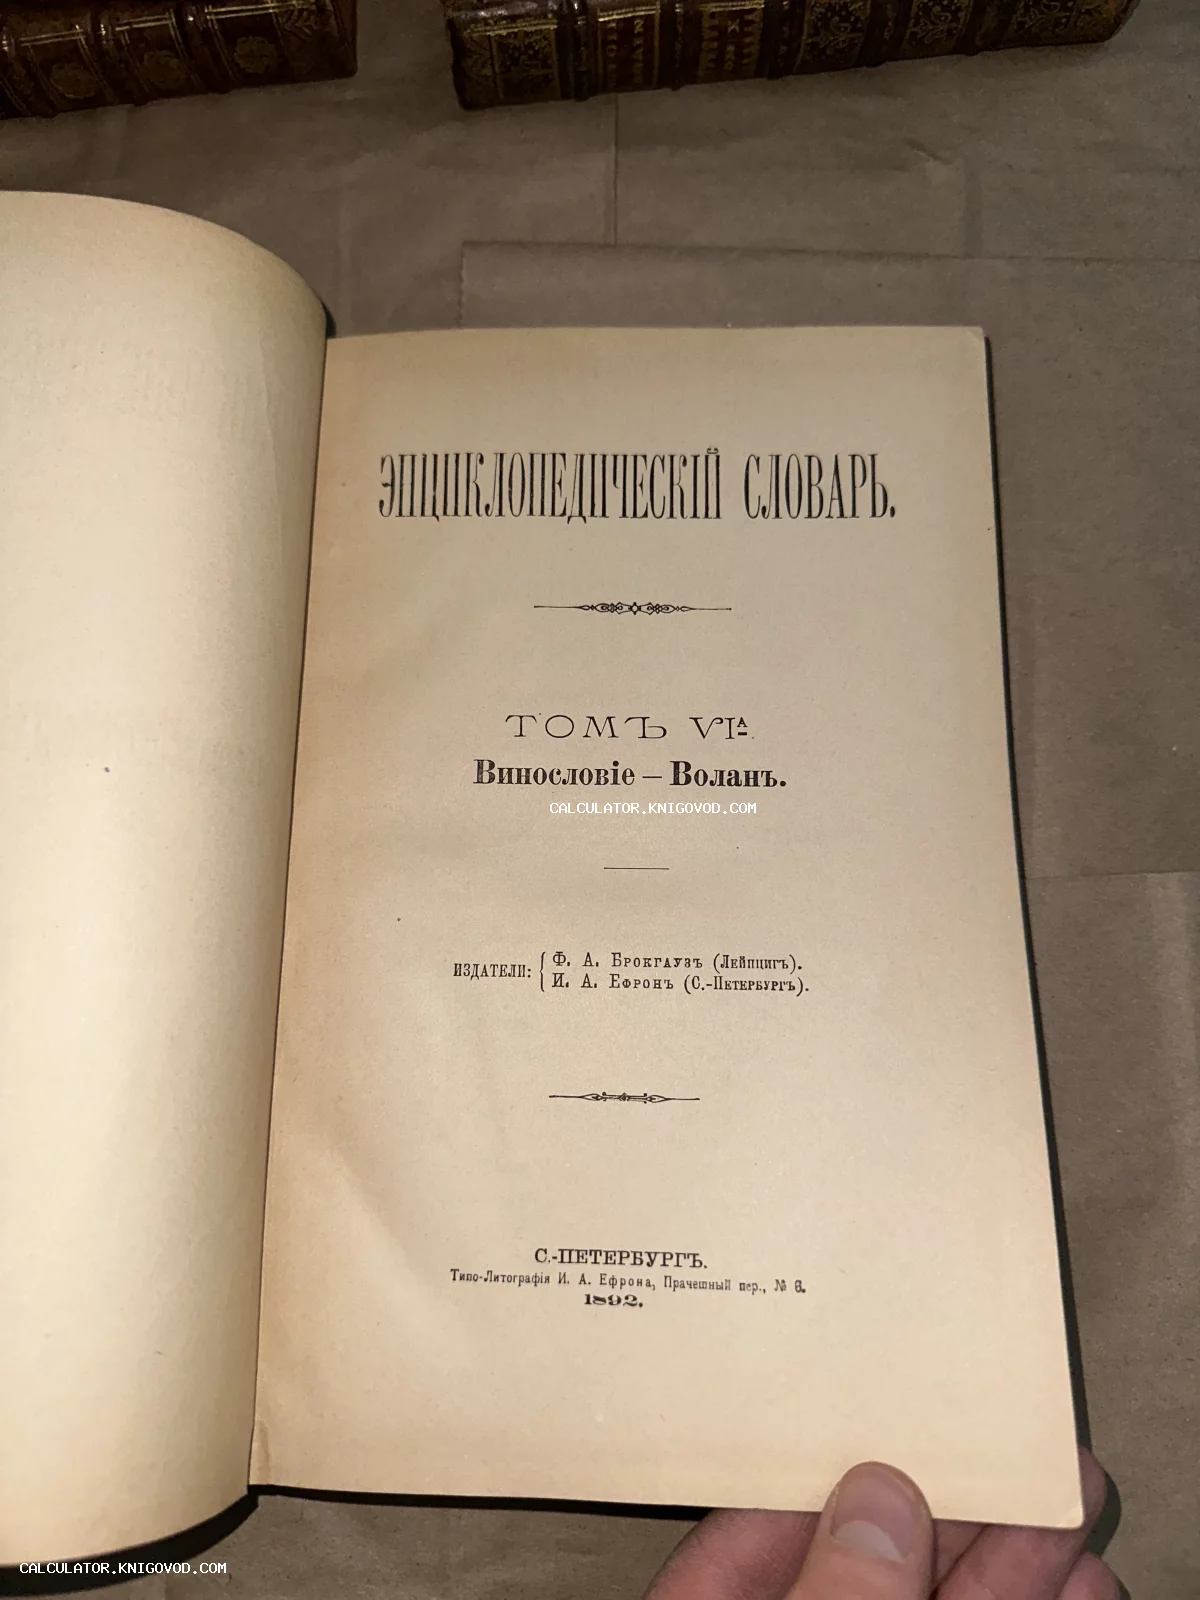 ЭНЦИКЛОПЕДИЧЕСКІЙ СЛОВАРЬ.
ТОМЪ VIА.
Винословіе – Воланъ.
CALCULATOR.KNIGOVOD.COM
ИЗДАТЕЛИ: { Ф. А. Брокгаузъ (Лейпцигъ).
И. А. Ефронъ (С.-Петербургъ).
С.-ПЕТЕРБУРГЪ.
Типо-Литографія И. А. Ефрона, Прачешный пер., № 6.
1892.
CALCULATOR.KNIGOVOD.COM